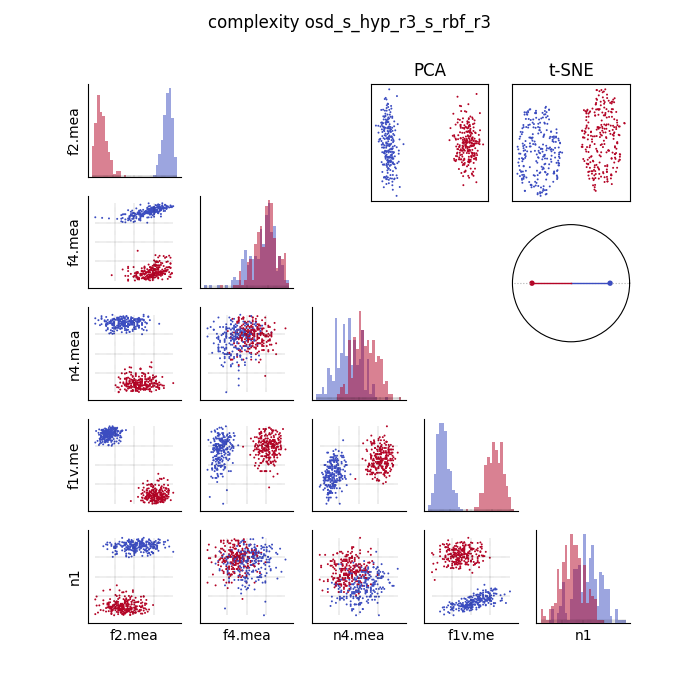 complexity osd_s_hyp_r3_s_rbf_r3
PCA
t-SNE
f2.mea
f4.mea
n4.mea
f1v.me
n1
f2.mea
f4.mea
n4.mea
f1v.me
n1